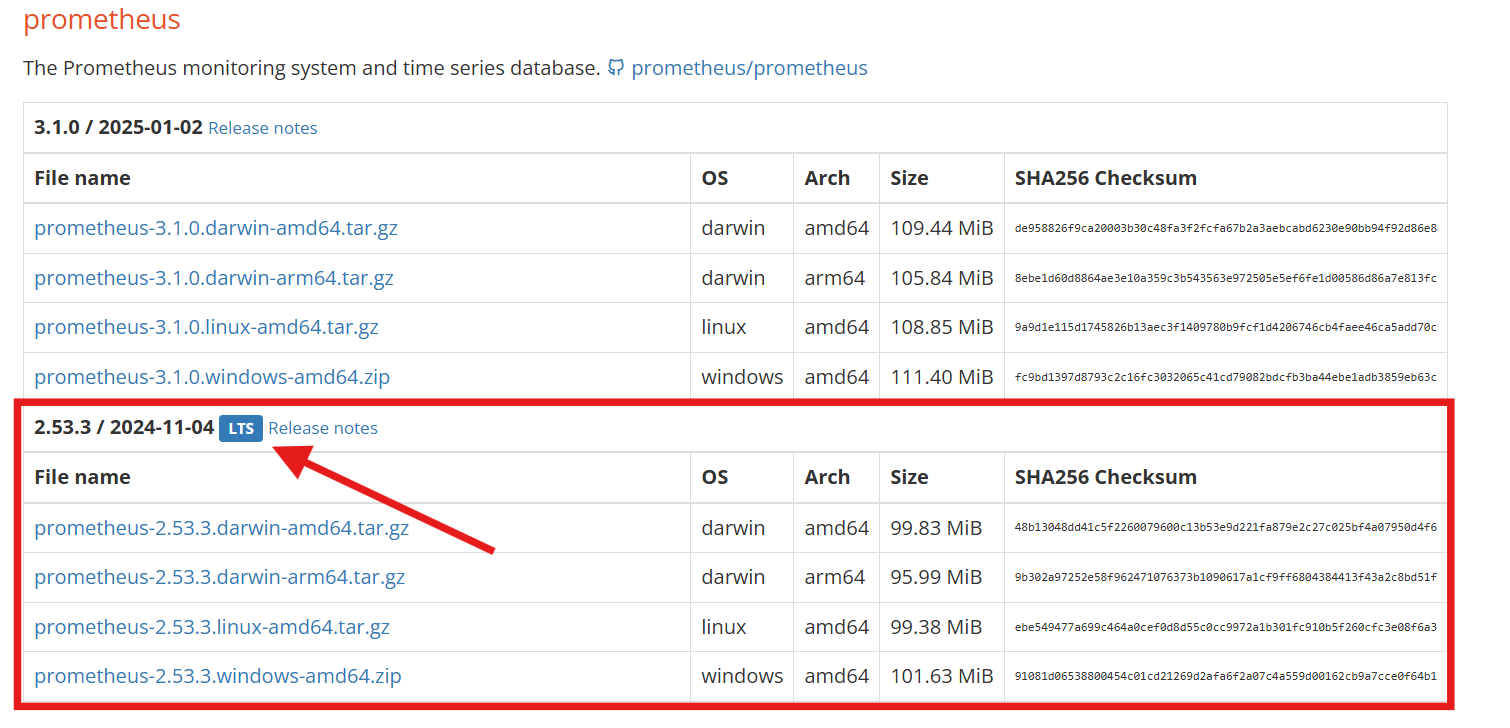 prometheus
The Prometheus monitoring system and time series database. prometheus/prometheus
3.1.0 / 2025-01-02 Release notes
File name OS Arch Size SHA256 Checksum
prometheus-3.1.0.darwin-amd64.tar.gz darwin amd64 109.44 MiB de958826f9ca20003b30c48fa3f2fcfa67b2a3aebcabd6230e90bb94f92d86e8
prometheus-3.1.0.darwin-arm64.tar.gz darwin arm64 105.84 MiB 8ebe1d60d8864ae3e10a359c3b543563e972505e5ef6fe1d00586d86a7e813fc
prometheus-3.1.0.linux-amd64.tar.gz linux amd64 108.85 MiB 9a9d1e115d1745826b13aec3f1409780b9fcf1d4206746cb4faee46ca5add70c
prometheus-3.1.0.windows-amd64.zip windows amd64 111.40 MiB fc9bd1397d8793c2c16fc3032065c41cd79082bdcfb3ba44ebe1adb3859eb63c
2.53.3 / 2024-11-04 LTS Release notes
File name OS Arch Size SHA256 Checksum
prometheus-2.53.3.darwin-amd64.tar.gz darwin amd64 99.83 MiB 48b13048dd41c5f2260079600c13b53e9d221fa879e2c27c025bf4a07950d4f6
prometheus-2.53.3.darwin-arm64.tar.gz darwin arm64 95.99 MiB 9b302a97252e58f962471076373b1090617a1cf9ff6804384413f43a2c8bd51f
prometheus-2.53.3.linux-amd64.tar.gz linux amd64 99.38 MiB ebe549477a699c464a0cef0d8d55c0cc9972a1b301fc910b5f260cfc3e08f6a3
prometheus-2.53.3.windows-amd64.zip windows amd64 101.63 MiB 91081d06538800454c01cd21269d2afa6f2a07c4a559d00162cb9a7cce0f64b1